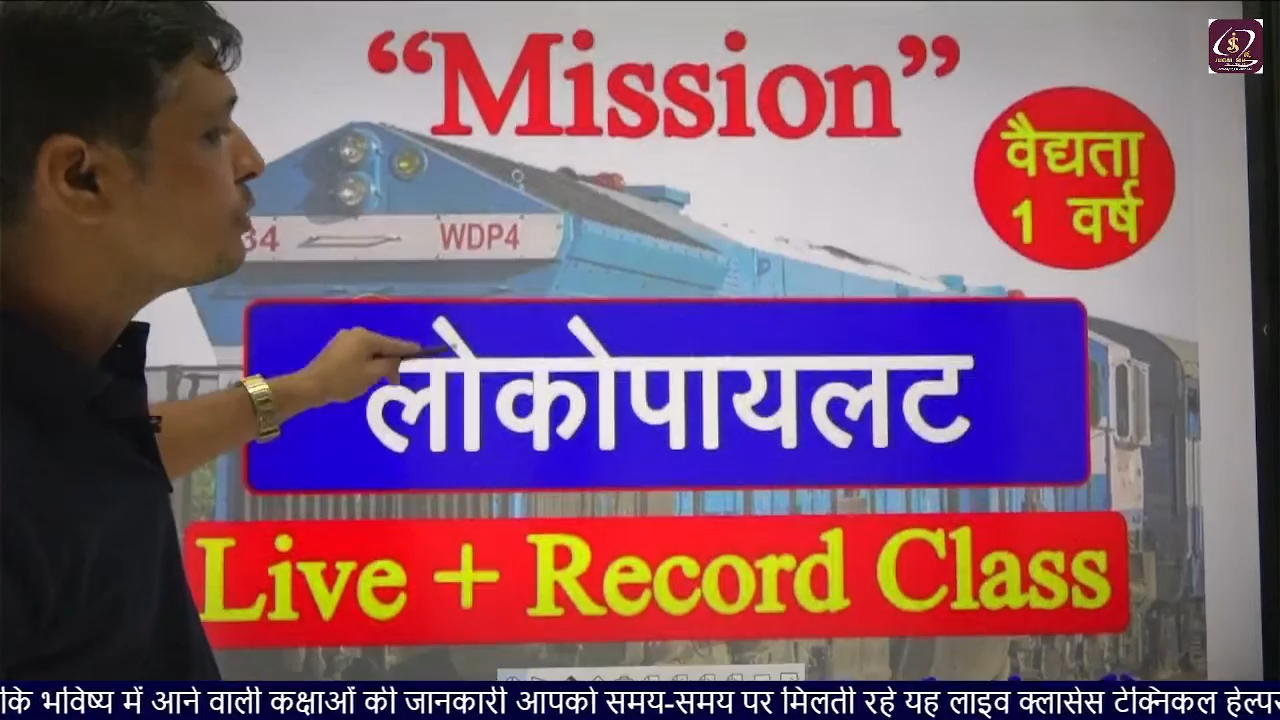 “Mission”
वैद्यता
1 वर्ष
34 WDP4
लोकोपायलट
Live + Record Class
कि भविष्य में आने वाली कक्षाओं की जानकारी आपको समय-समय पर मिलती रहे यह लाइव क्लासेस टेक्निकल हेल्पर